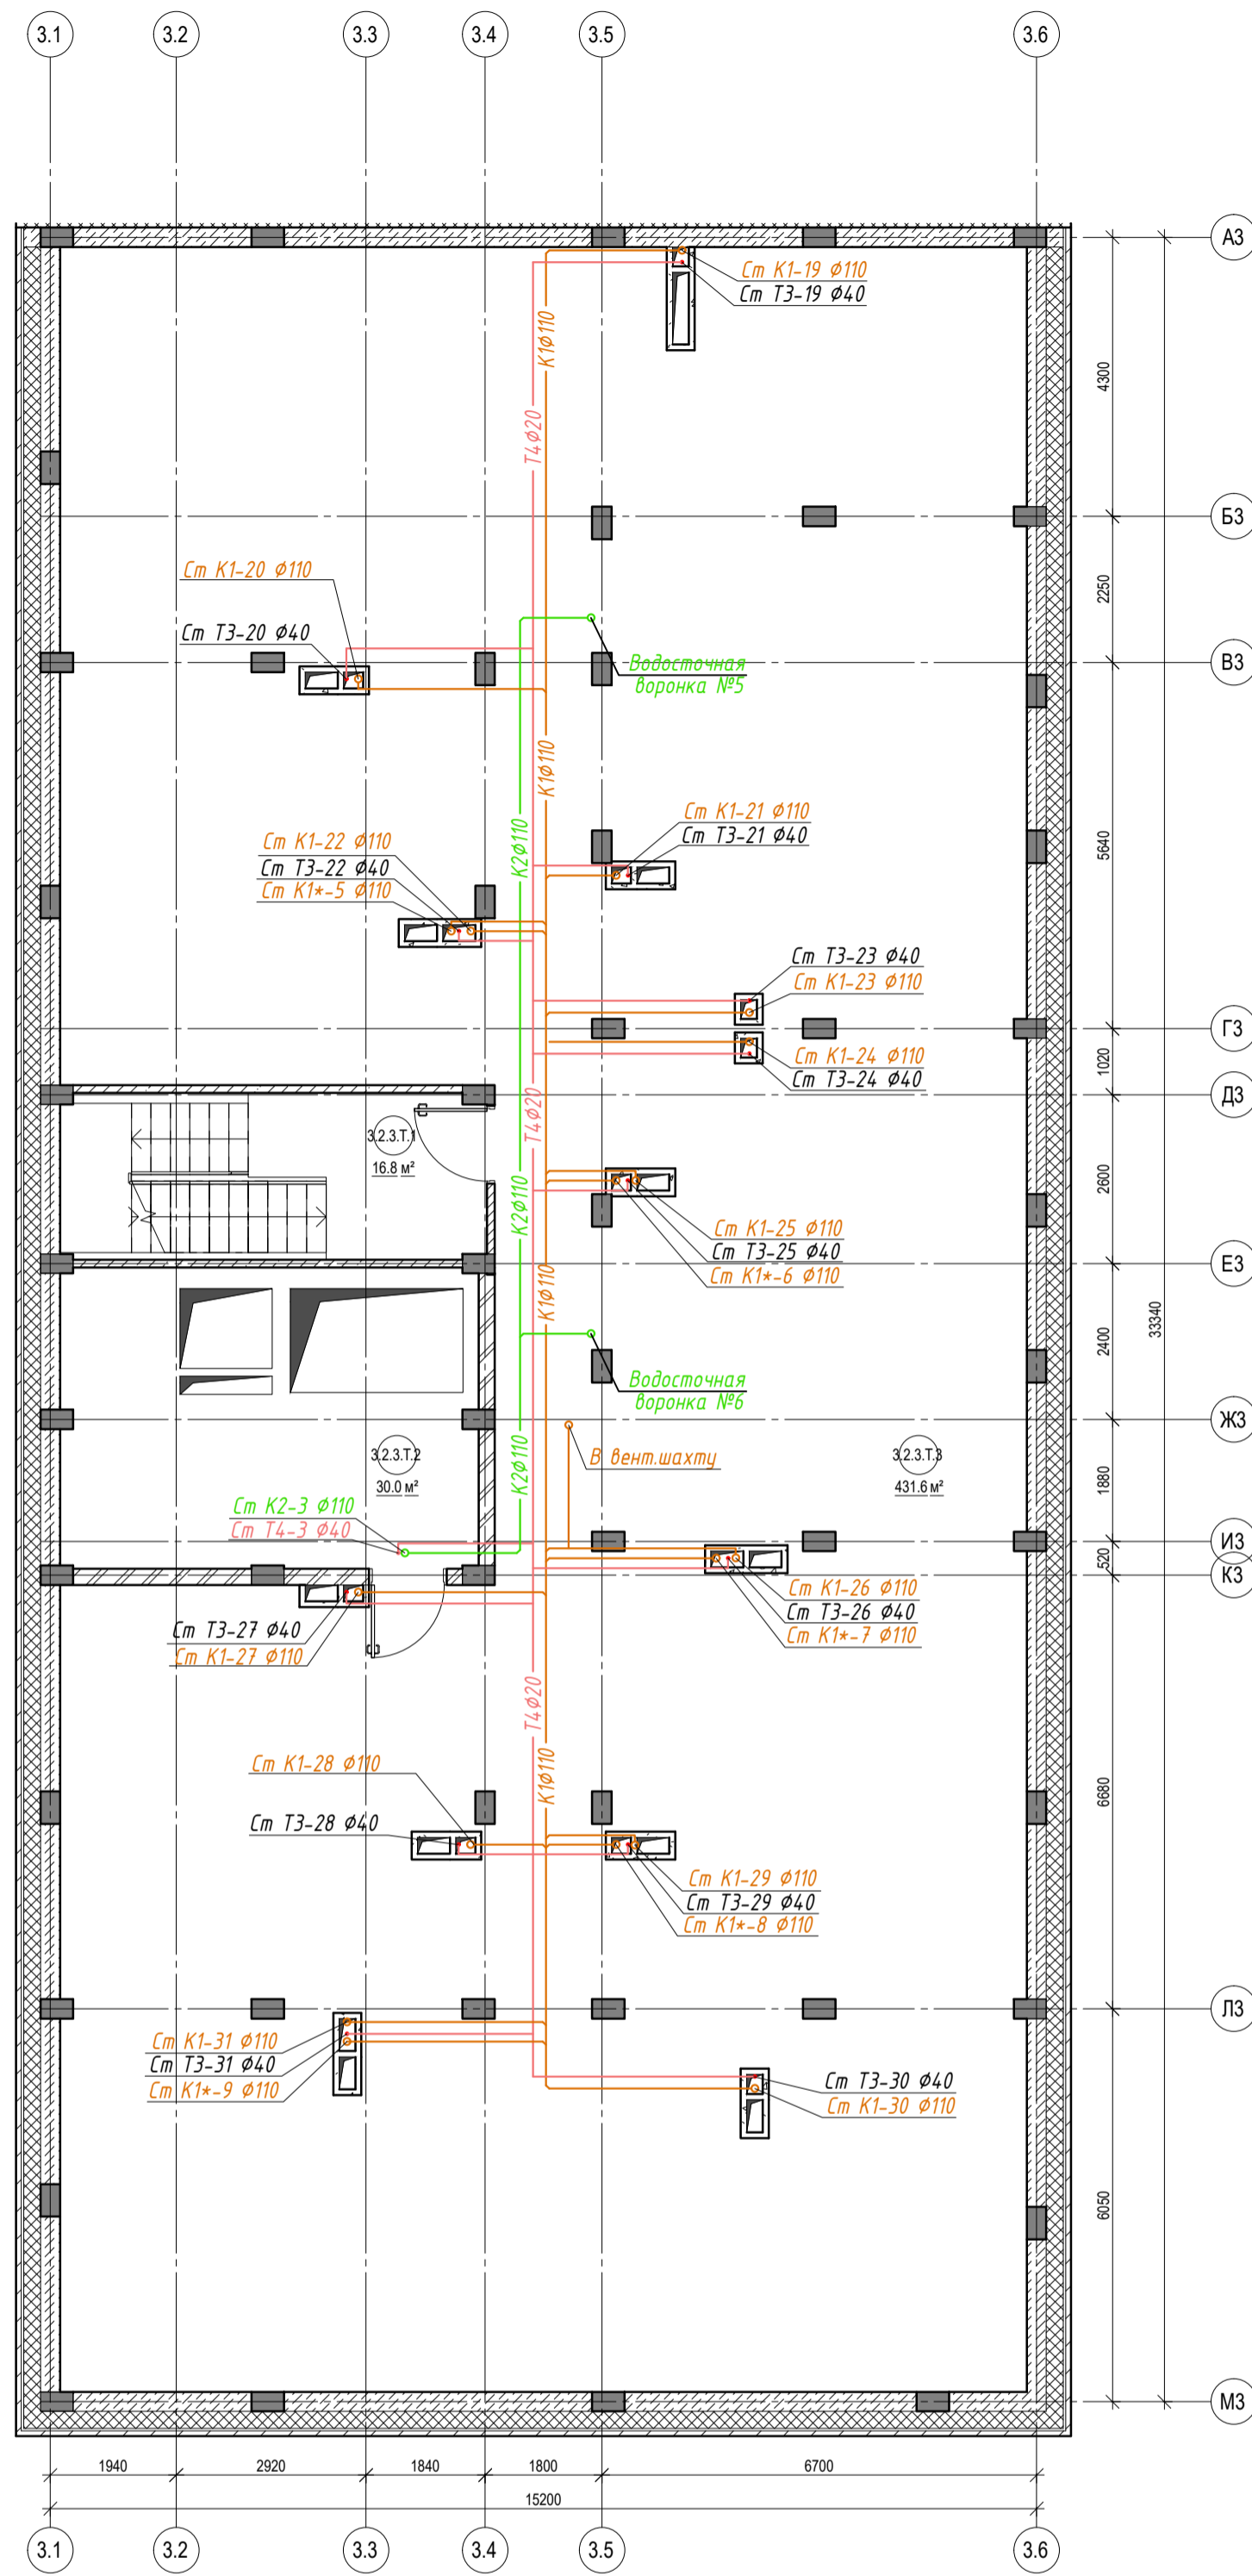 3.1 3.2 3.3 3.4 3.5 3.6
А3
Ст К1-19 Ø110
Ст Т3-19 Ø40
К1Ø110
4300
Т4Ø20
Б3
Ст К1-20 Ø110
2250
Ст Т3-20 Ø40
Водосточная
воронка №5
В3
К1Ø110
Ст К1-21 Ø110
Ст Т3-21 Ø40
5640
Ст К1-22 Ø110
Ст Т3-22 Ø40
Ст К1*-5 Ø110
К2Ø110
Ст Т3-23 Ø40
Ст К1-23 Ø110
Г3
Ст К1-24 Ø110
Ст Т3-24 Ø40
1020
Д3
3.2.3.Т.1
16.8 м²
Т4Ø20
2600
К2Ø110
Ст К1-25 Ø110
Ст Т3-25 Ø40
Ст К1*-6 Ø110
Е3
К1Ø110
33340
2400
Водосточная
воронка №6
Ж3
3.2.3.Т.2
30.0 м²
К2Ø110
В вент.шахту
3.2.3.Т.3
431.6 м²
1880
Ст К2-3 Ø110
Ст Т4-3 Ø40
И3
520
К3
Ст К1-26 Ø110
Ст Т3-26 Ø40
Ст К1*-7 Ø110
Ст Т3-27 Ø40
Ст К1-27 Ø110
Т4Ø20
Ст К1-28 Ø110
К1Ø110
6680
Ст Т3-28 Ø40
Ст К1-29 Ø110
Ст Т3-29 Ø40
Ст К1*-8 Ø110
Л3
Ст К1-31 Ø110
Ст Т3-31 Ø40
Ст К1*-9 Ø110
Ст Т3-30 Ø40
Ст К1-30 Ø110
6050
М3
1940 2920 1840 1800 6700
15200
3.1 3.2 3.3 3.4 3.5 3.6